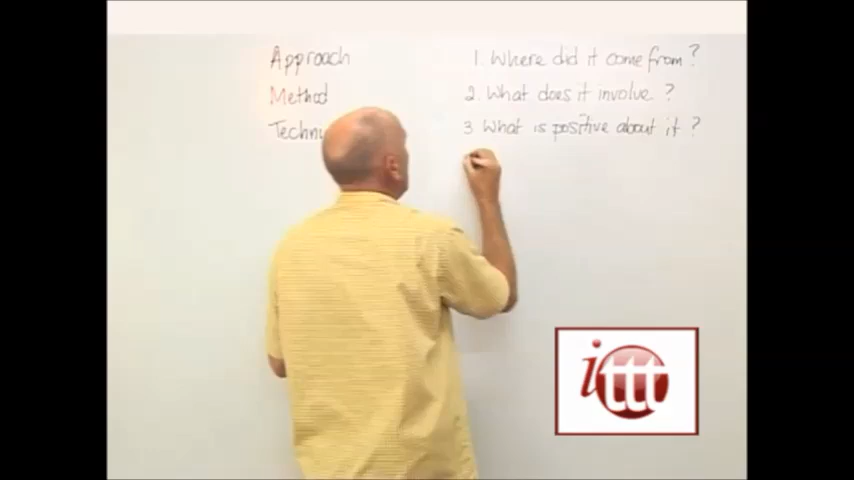 Approach
Method
Techni
1. Where did it come from?
2. What does it involve?
3 What is positive about it?
ittt